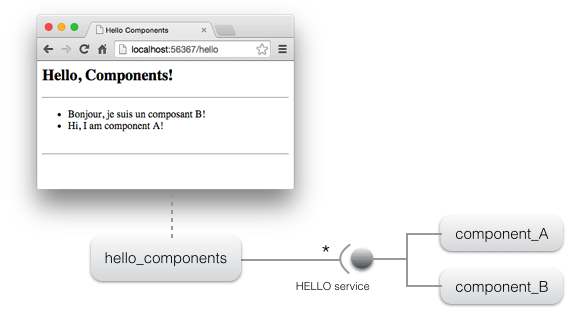 Hello Components
localhost:56367/hello
Hello, Components!
Bonjour, je suis un composant B!
Hi, I am component A!
hello_components
*
HELLO service
component_A
component_B